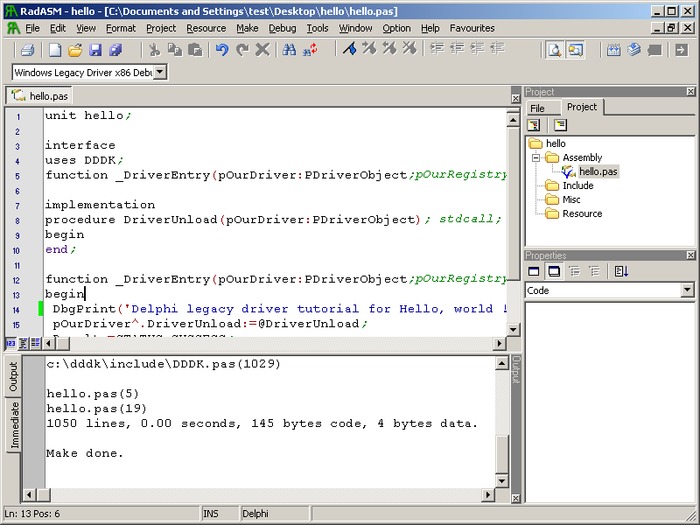 RadASM - hello - [C:\Documents and Settings\test\Desktop\hello\hello.pas]
File Edit View Format Project Resource Make Debug Tools Window Option Help Favourites
Windows Legacy Driver x86 Debu
hello.pas
1 unit hello;
2
3 interface
4 uses DDDK;
5 function _DriverEntry(pOurDriver:PDriverObject;pOurRegistry
6
7 implementation
8 procedure DriverUnload(pOurDriver:PDriverObject); stdcall;
9 begin
10 end;
11
12 function _DriverEntry(pOurDriver:PDriverObject;pOurRegistry
13 begin
14 DbgPrint('Delphi legacy driver tutorial for Hello, world !
15 pOurDriver^.DriverUnload:=@DriverUnload;
Output
Immediate
c:\dddk\include\DDDK.pas(1029)
hello.pas(5)
hello.pas(19)
1050 lines, 0.00 seconds, 145 bytes code, 4 bytes data.
Make done.
Output
Project
File Project
hello
Assembly
hello.pas
Include
Misc
Resource
Properties
Code
Ln: 13 Pos: 6 INS Delphi